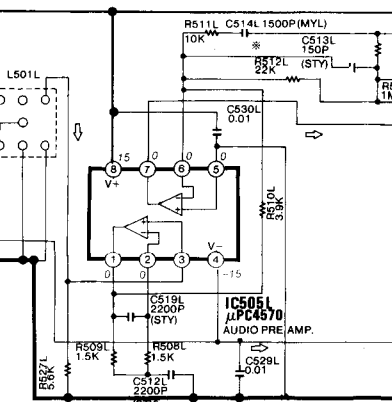 R511L C514L 1500P(MYL)
10K
※
C513L
150P
(STY)
R512L
22K
L501L
C530L
0.01
15 0 0 0
8 7 6 5
V+
R510L
3.9K
V−
1 2 3 4
0 0 0 −15
C519L
2200P
(STY)
IC505L
μPC4570
AUDIO PRE AMP.
R509L
1.5K
R508L
1.5K
R527L
5.6K
C512L
2200P
C529L
0.01